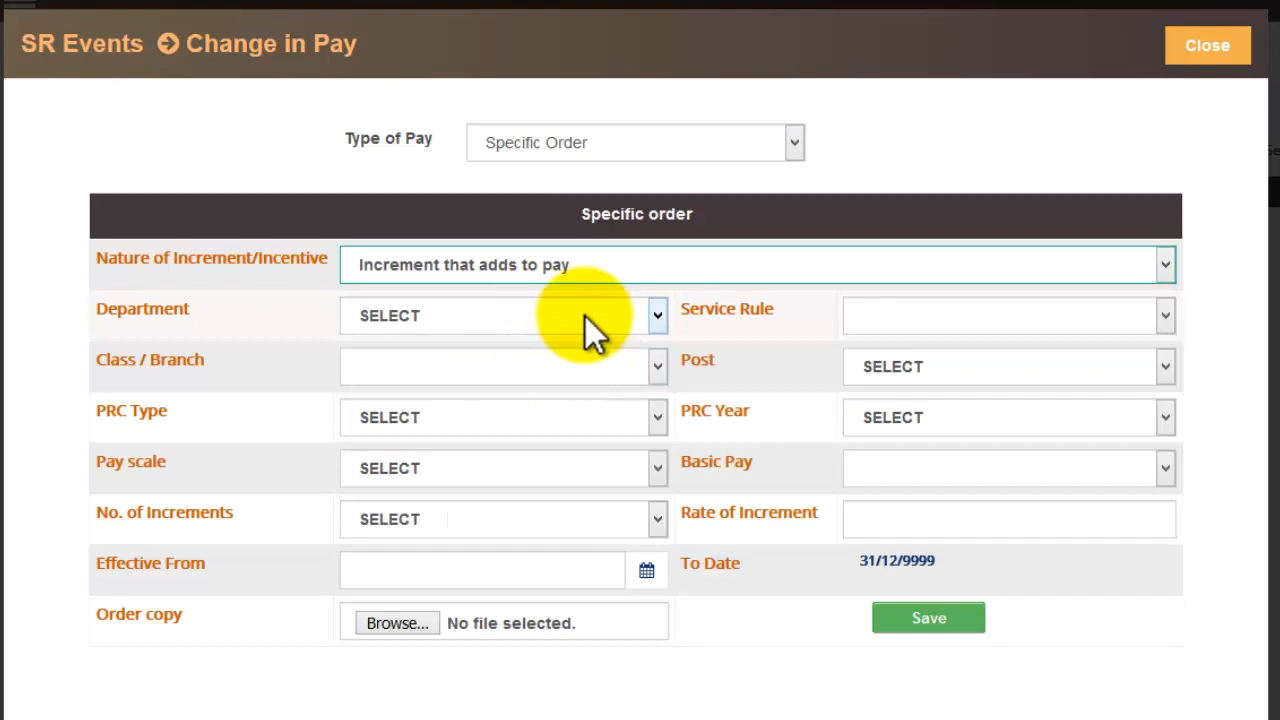 SR Events Change in Pay
Close
Type of Pay Specific Order
Specific order
Nature of Increment/Incentive Increment that adds to pay
Department SELECT Service Rule
Class / Branch Post SELECT
PRC Type SELECT PRC Year SELECT
Pay scale SELECT Basic Pay
No. of Increments SELECT Rate of Increment
Effective From To Date 31/12/9999
Order copy Browse... No file selected. Save